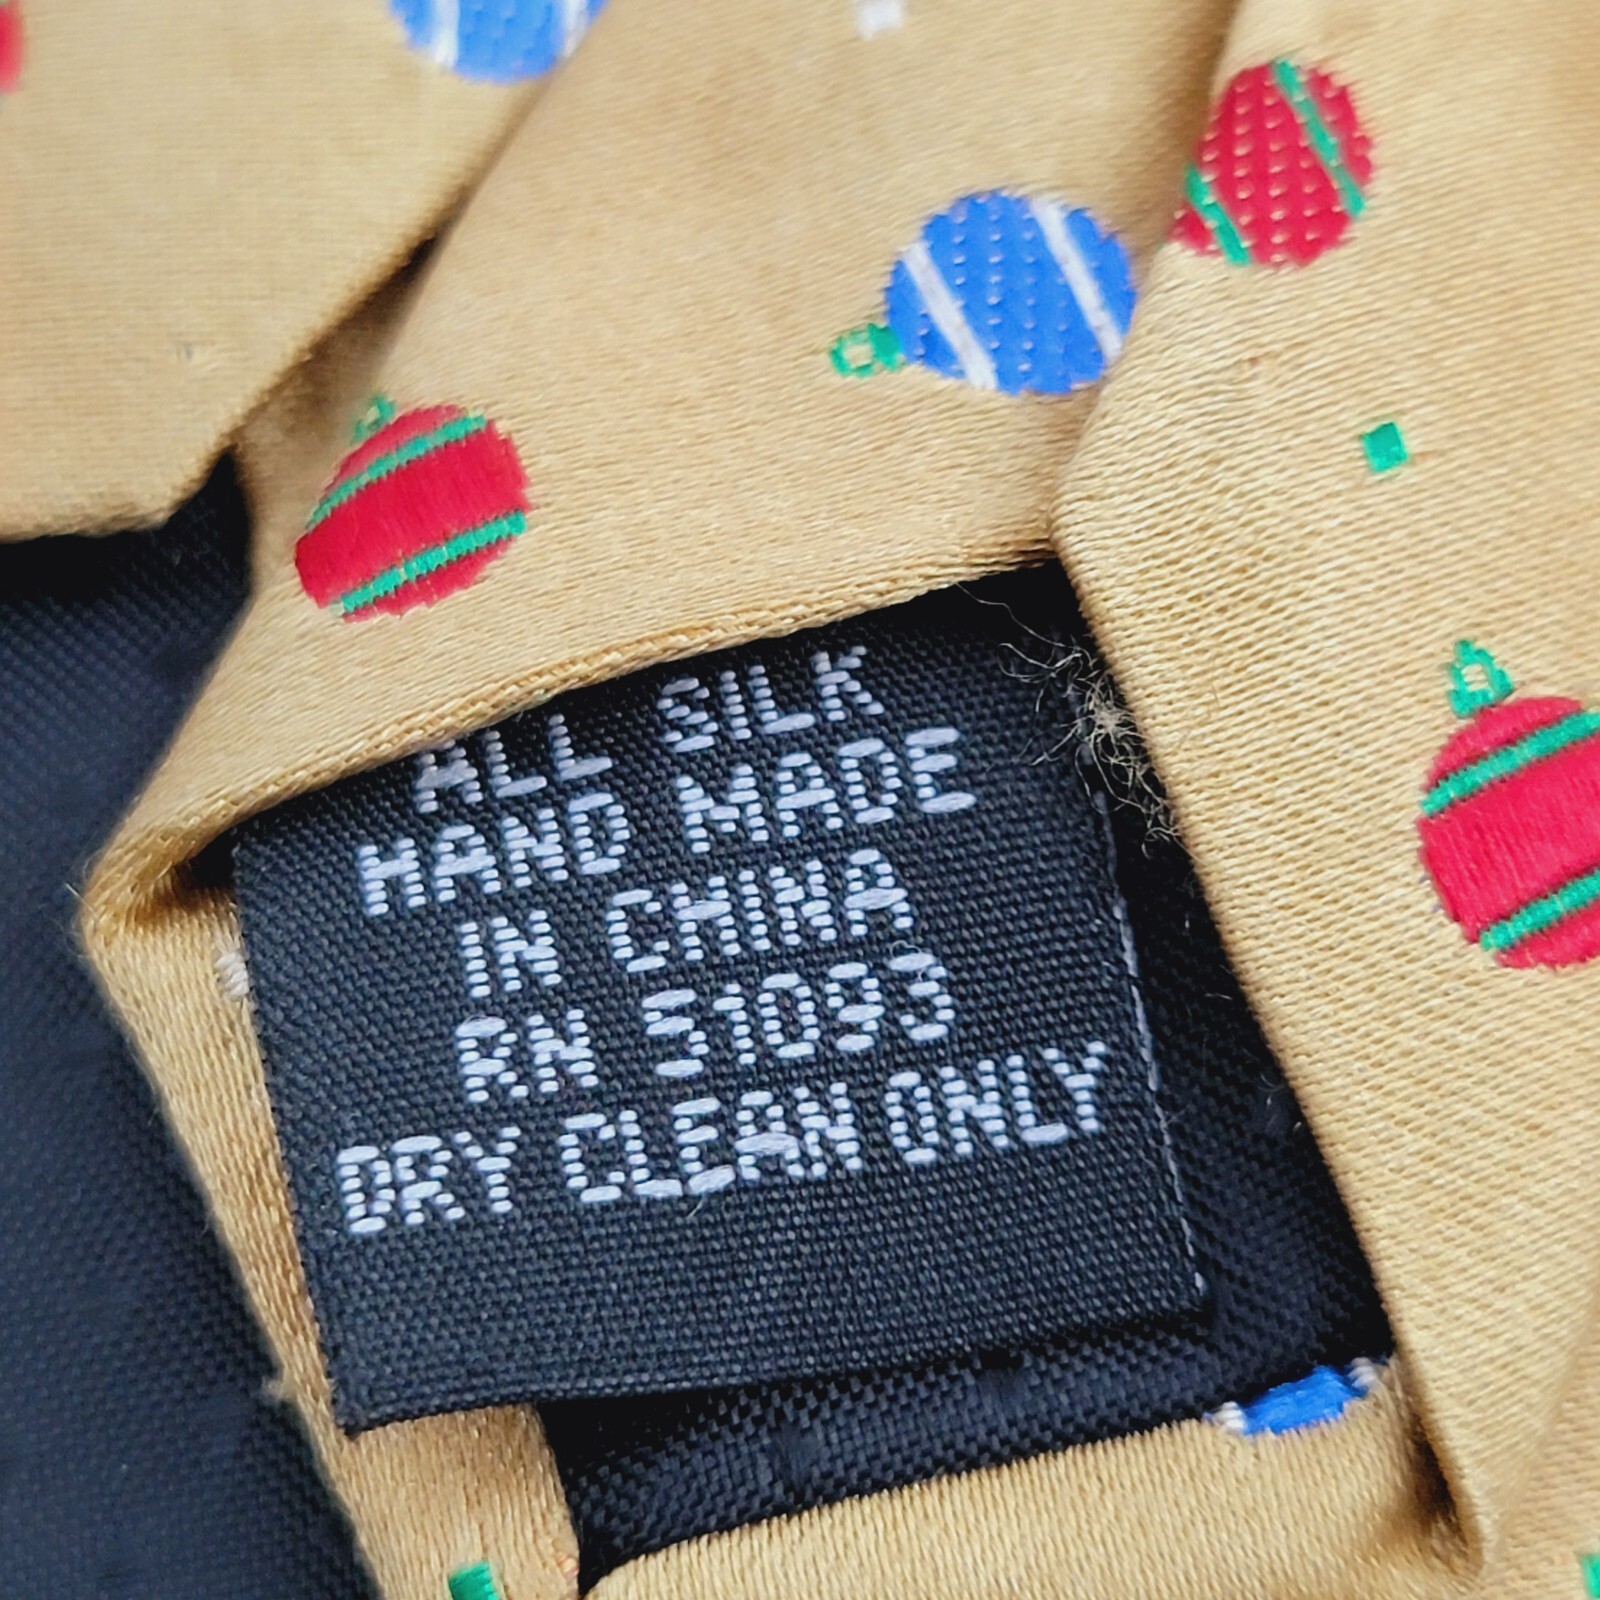 ALL SILK
HAND MADE
IN CHINA
RN 51093
DRY CLEAN ONLY